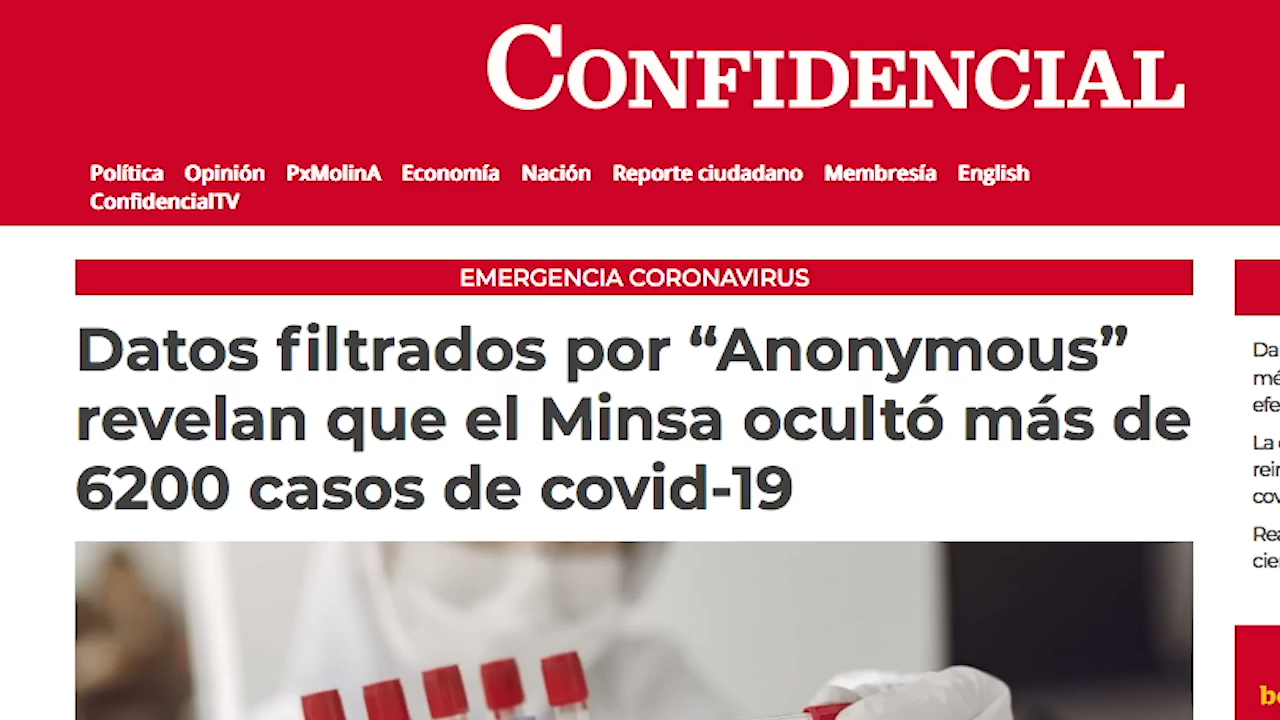 CONFIDENCIAL
Política Opinión PxMolinA Economía Nación Reporte ciudadano Membresía English
ConfidencialTV
EMERGENCIA CORONAVIRUS
Datos filtrados por “Anonymous”
revelan que el Minsa ocultó más de
6200 casos de covid-19
La